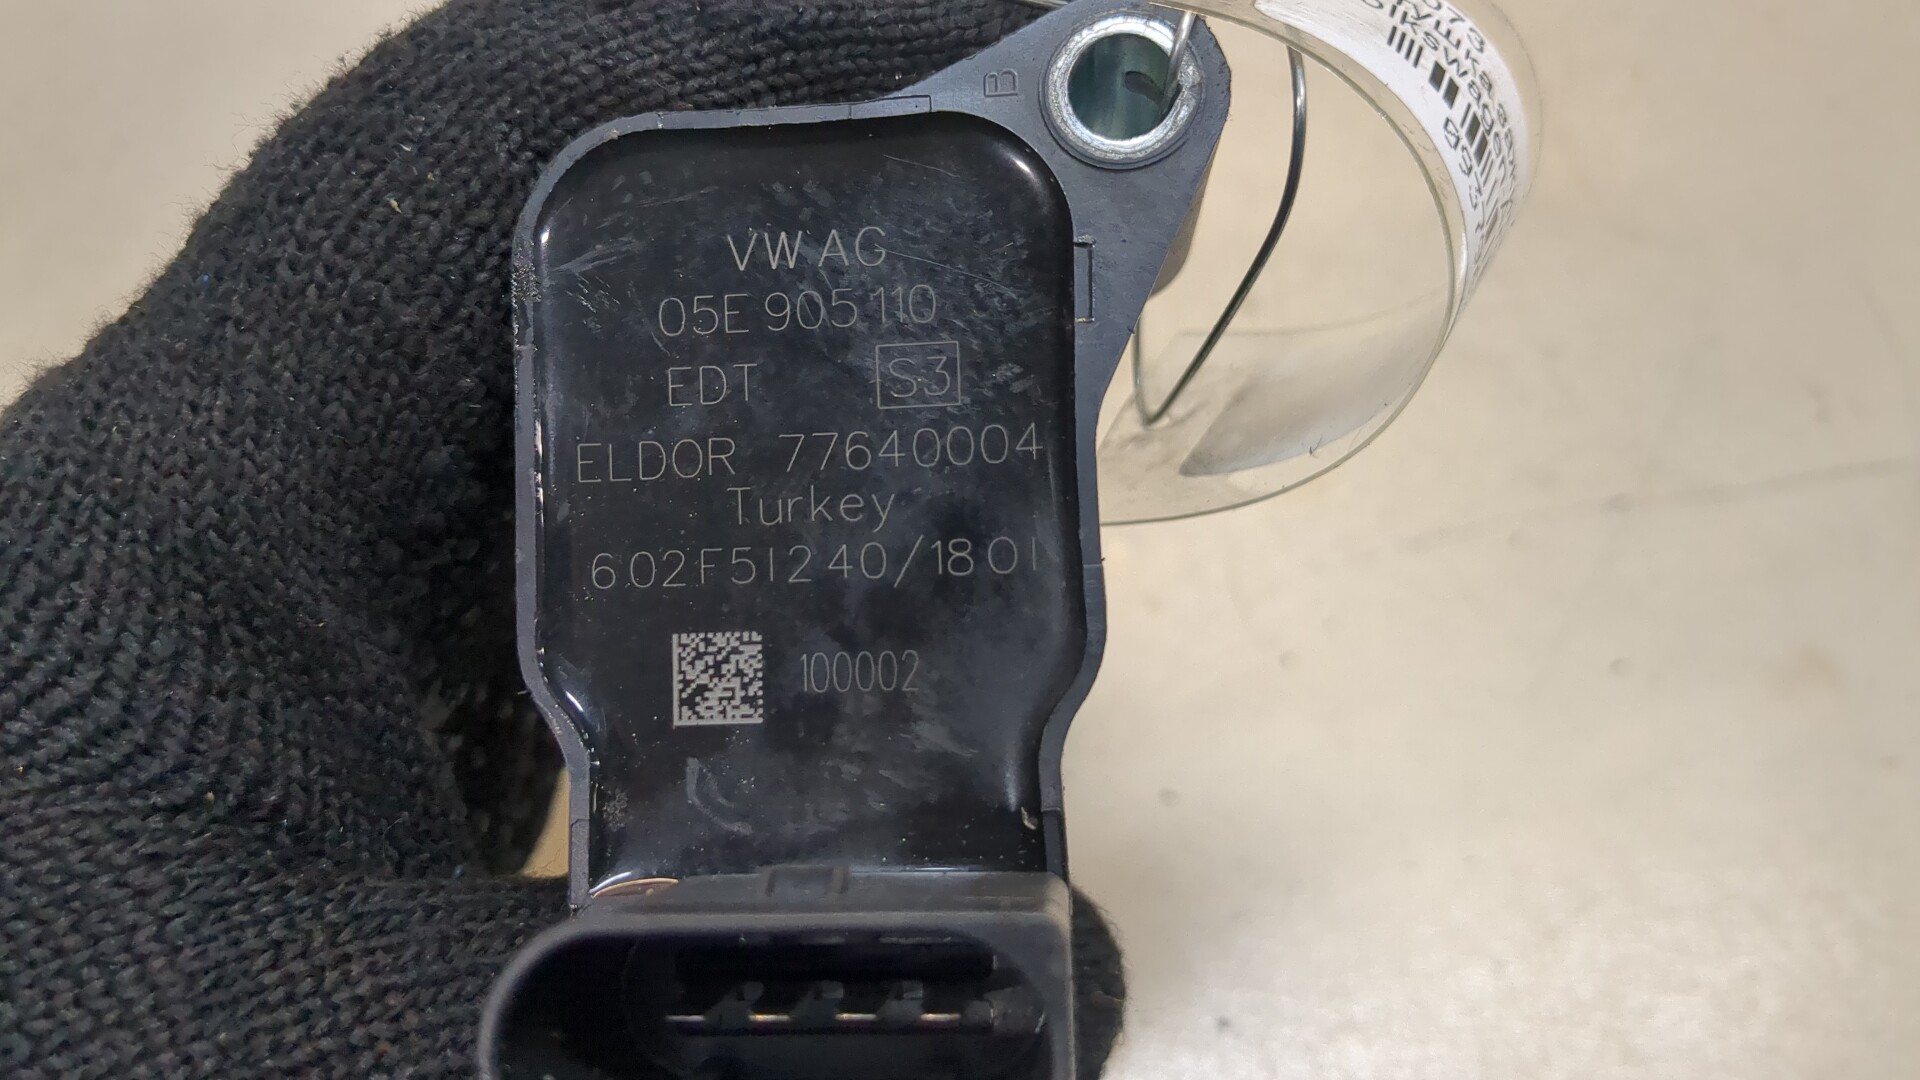 B
VW AG
05E 905 110
EDT S3
ELDOR 77640004
Turkey
602F51240/1801
100002